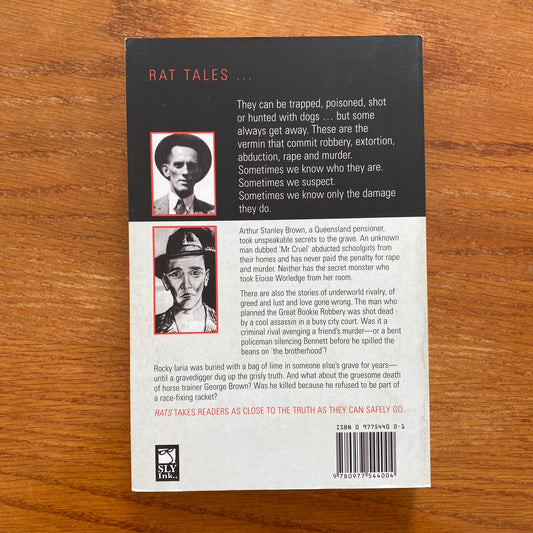 RAT TALES ...
They can be trapped, poisoned, shot
or hunted with dogs ... but some
always get away. These are the
vermin that commit robbery, extortion,
abduction, rape and murder.
Sometimes we know who they are.
Sometimes we suspect.
Sometimes we know only the damage
they do.
Arthur Stanley Brown, a Queensland pensioner,
took unspeakable secrets to the grave. An unknown
man dubbed ‘Mr Cruel’ abducted schoolgirls from
their homes and has never paid the penalty for rape
and murder. Neither has the secret monster who
took Eloise Worledge from her room.
There are also the stories of underworld rivalry, of
greed and lust and love gone wrong. The man who
planned the Great Bookie Robbery was shot dead
by a cool assassin in a busy city court. Was it a
criminal rival avenging a friend's murder—or a bent
policeman silencing Bennett before he spilled the
beans on ‘the brotherhood’?
Rocky Iaria was buried with a bag of lime in someone else's grave for years—
until a gravedigger dug up the grisly truth. And what about the gruesome death
of horse trainer George Brown? Was he killed because he refused to be part of
a race-fixing racket?
RATS TAKES READERS AS CLOSE TO THE TRUTH AS THEY CAN SAFELY GO.
ISBN 0 9775440 0-1
9 780977 544004
SLY
Ink..